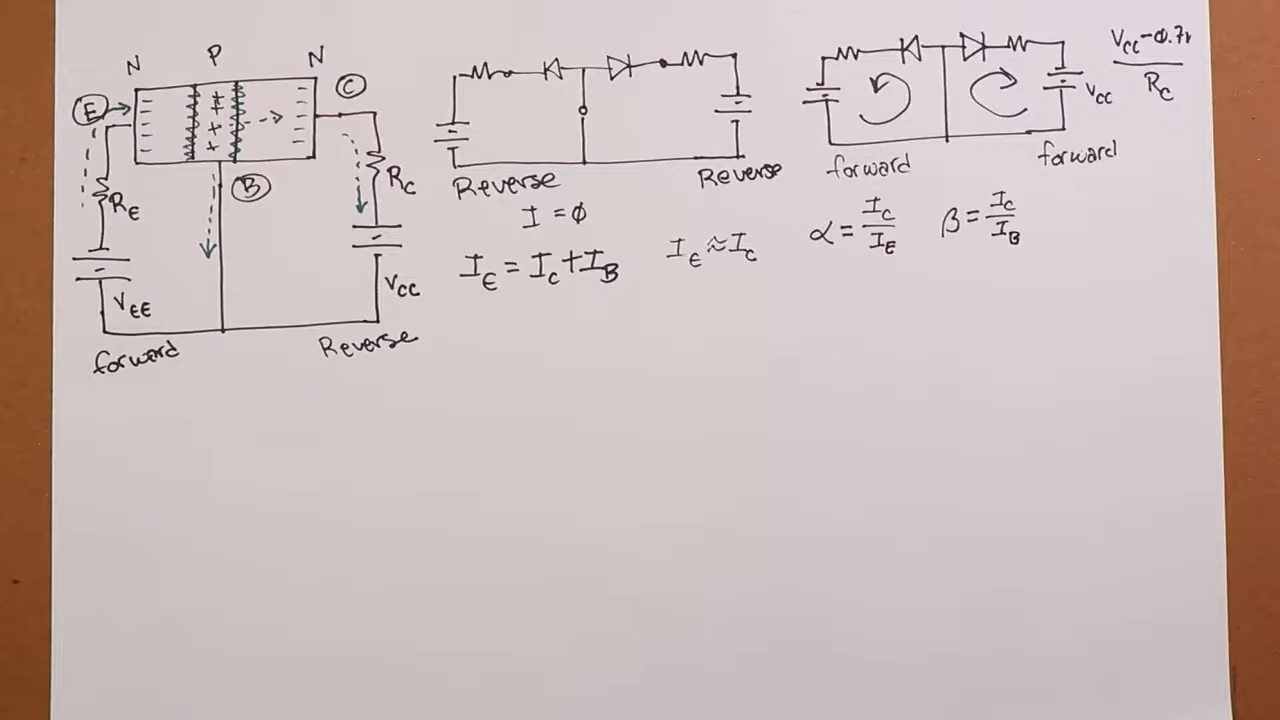 N P N
E
C
B
R_E
R_C
V_EE
V_CC
forward
Reverse
Reverse
Reverse
I = ϕ
I_E = I_C + I_B
I_E ≈ I_C
V_CC
forward
forward
V_CC - 0.7v
R_C
α = I_C / I_E
β = I_C / I_B